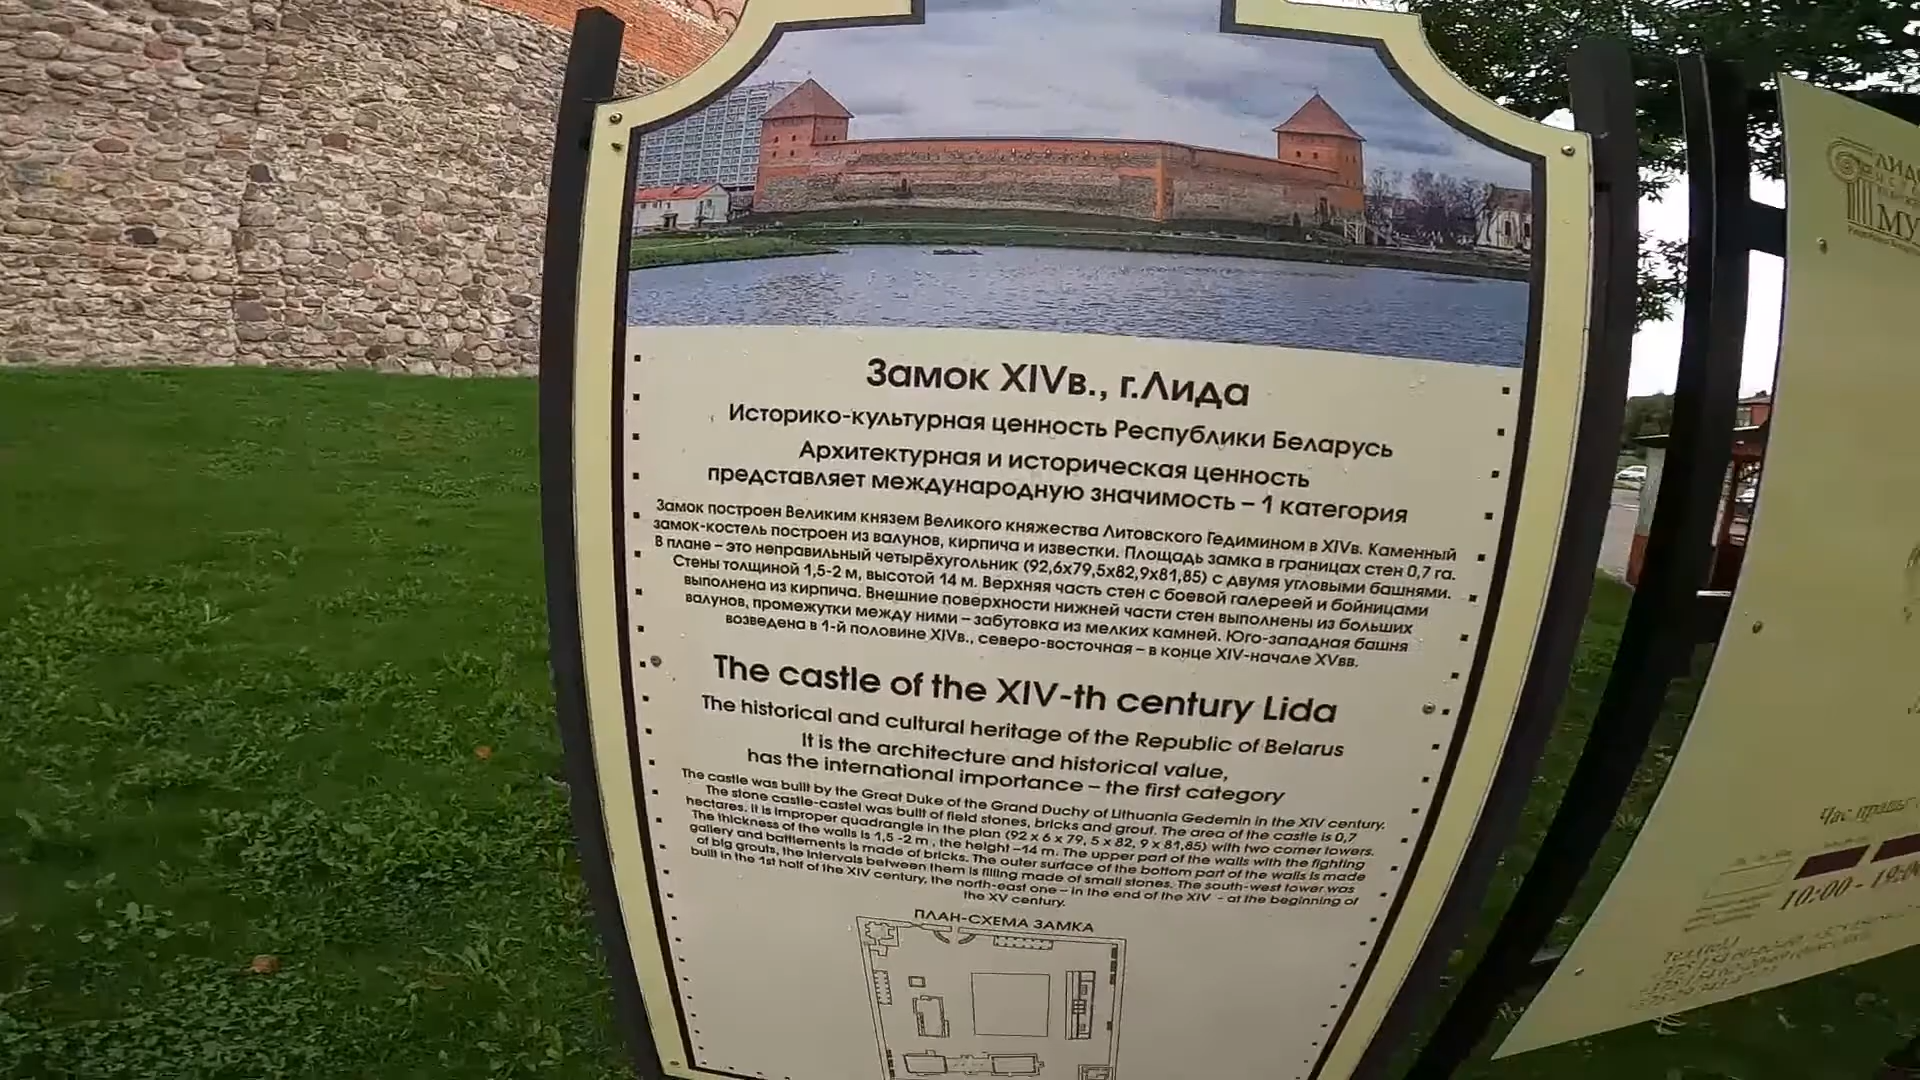 Замок XIVв., г.Лида
Историко-культурная ценность Республики Беларусь
Архитектурная и историческая ценность
представляет международную значимость – 1 категория
Замок построен Великим князем Великого княжества Литовского Гедимином в XIVв. Каменный
замок-костель построен из валунов, кирпича и известки. Площадь замка в границах стен 0,7 га.
В плане – это неправильный четырёхугольник (92,6х79,5х82,9х81,85) с двумя угловыми башнями.
Стены толщиной 1,5-2 м, высотой 14 м. Верхняя часть стен с боевой галереей и бойницами
выполнена из кирпича. Внешние поверхности нижней части стен выполнены из больших
валунов, промежутки между ними – забутовка из мелких камней. Юго-западная башня
возведена в 1-й половине XIVв., северо-восточная – в конце XIV-начале XVвв.
The castle of the XIV-th century Lida
The historical and cultural heritage of the Republic of Belarus
It is the architecture and historical value,
has the international importance – the first category
The castle was built by the Great Duke of the Grand Duchy of Lithuania Gedemin in the XIV century.
The stone castle-castel was built of field stones, bricks and grout. The area of the castle is 0,7
hectares. It is improper quadrangle in the plan (92 x 6 x 79, 5 x 82, 9 x 81,85) with two corner towers.
The thickness of the walls is 1,5 -2 m , the height –14 m. The upper part of the walls with the fighting
gallery and battlements is made of bricks. The outer surface of the bottom part of the walls is made
of big grouts, the intervals between them is filling made of small stones. The south-west tower was
built in the 1st half of the XIV century, the north-east one – in the end of the XIV - at the beginning of
the XV century.
ПЛАН-СХЕМА ЗАМКА
10:00 - 19:00